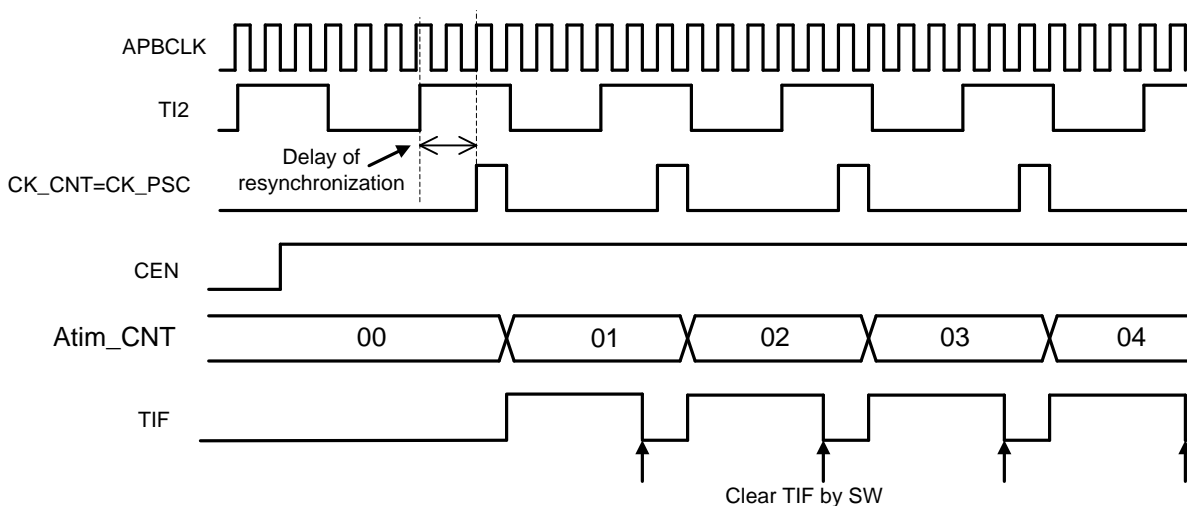 APBCLK
TI2
Delay of
resynchronization
CK_CNT=CK_PSC
CEN
Atim_CNT
00
01
02
03
04
TIF
Clear TIF by SW